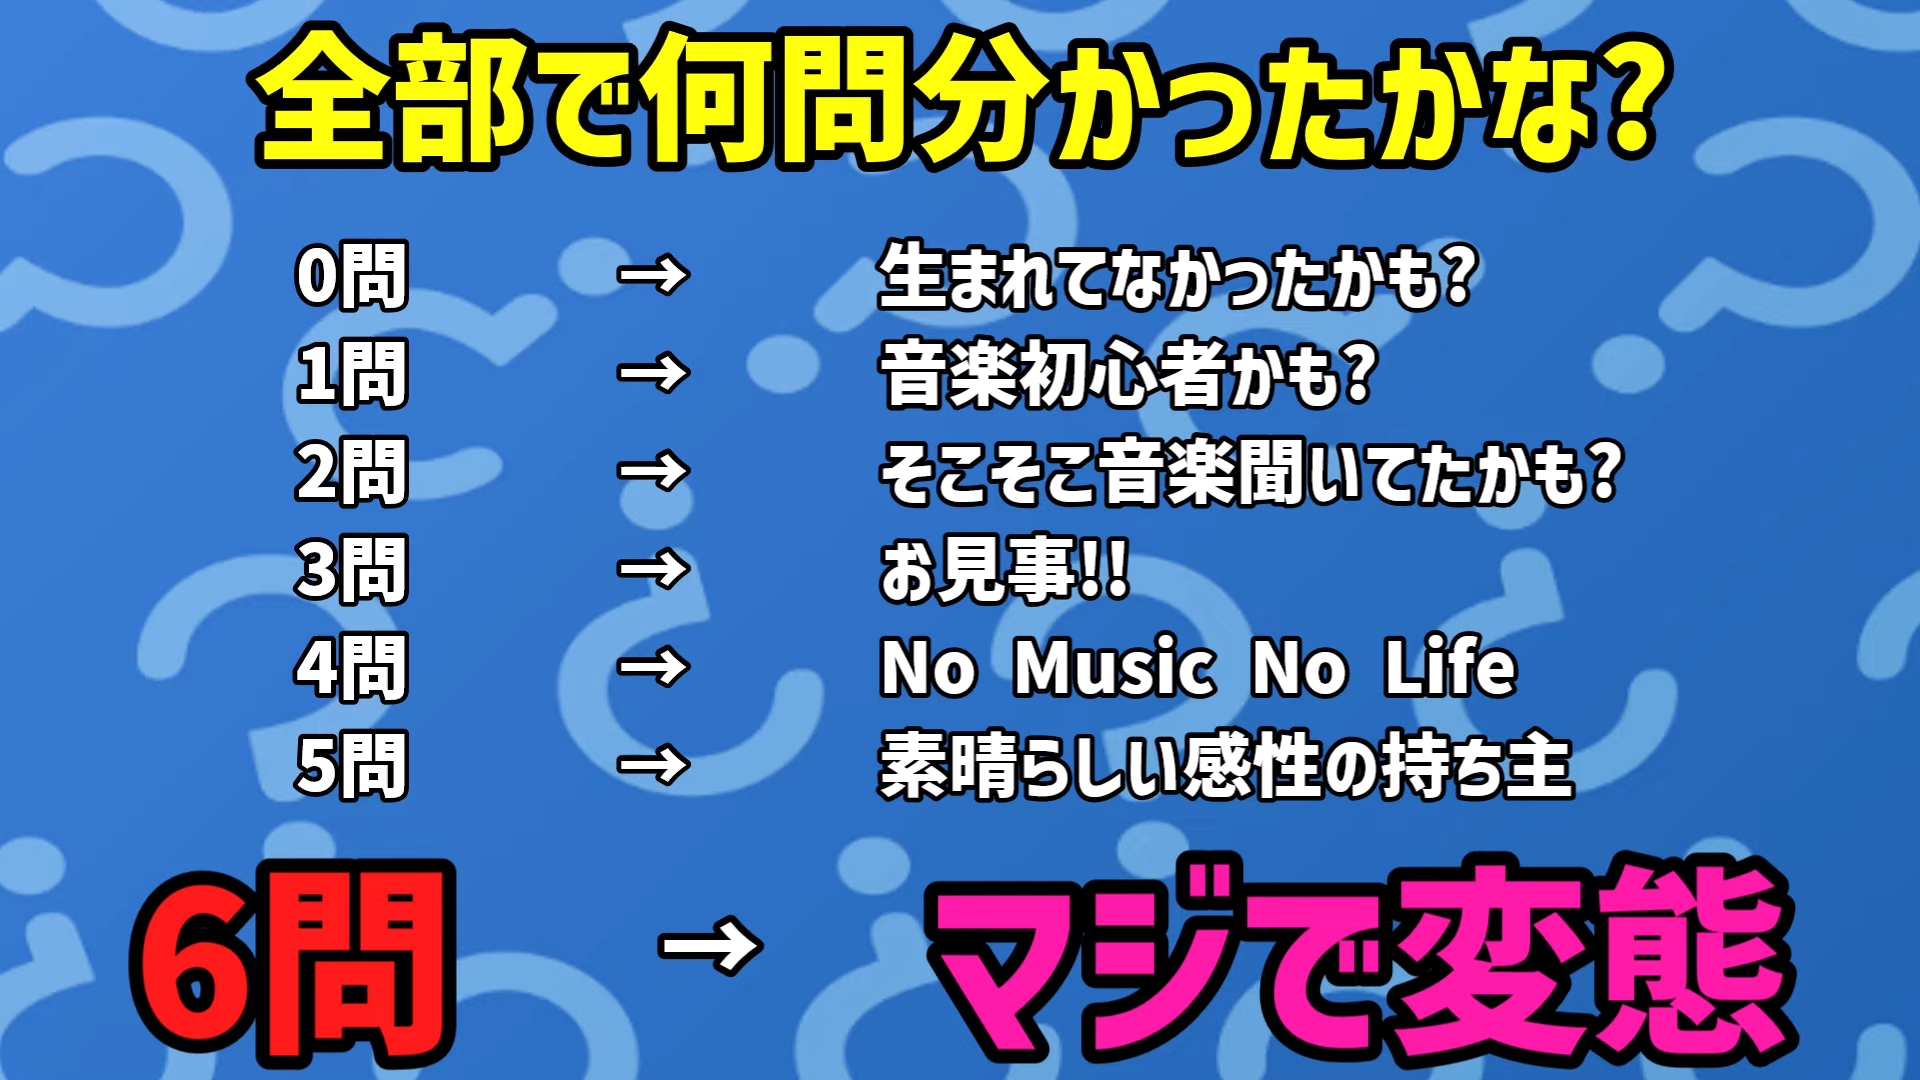 全部で何問分かったかな?
0問 → 生まれてなかったかも?
1問 → 音楽初心者かも?
2問 → そこそこ音楽聞いてたかも?
3問 → お見事!!
4問 → No Music No Life
5問 → 素晴らしい感性の持ち主
6問 → マジで変態